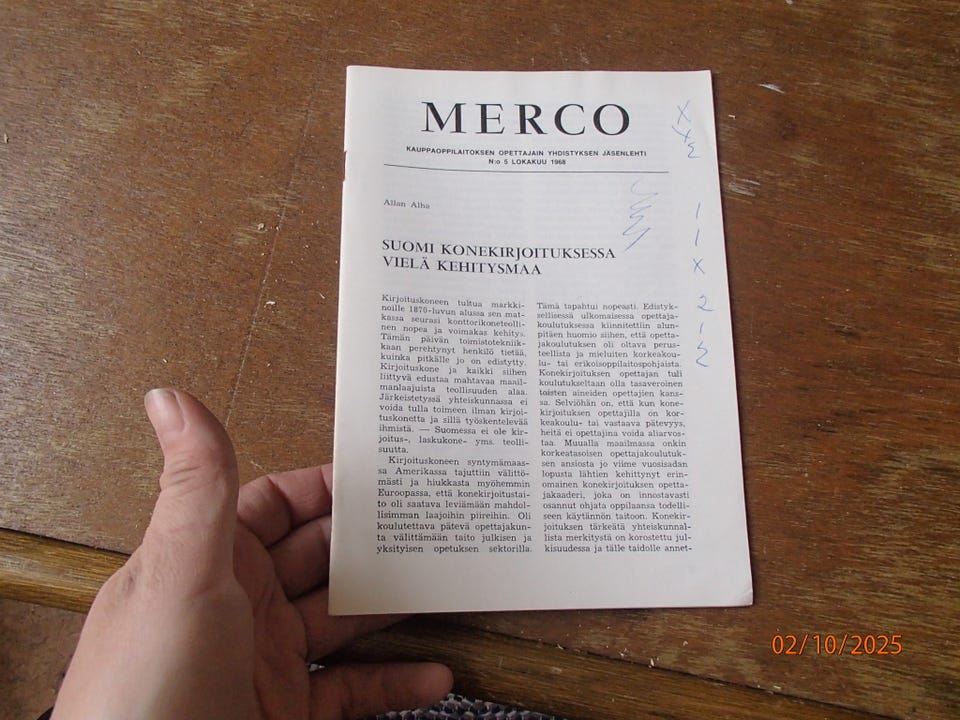 MERCO
KAUPPAOPPILAITOKSEN OPETTAJAIN YHDISTYKSEN JÄSENLEHTI
N:o 5 LOKAKUU 1968
Allan Alha
SUOMI KONEKIRJOITUKSESSA
VIELÄ KEHITYSMAA
Kirjoituskoneen tultua markki-
noille 1870-luvun alussa sen mat-
kassa seurasi konttorikoneteolli-
nen nopea ja voimakas kehitys.
Tämän päivän toimistotekniik-
kaan perehtynyt henkilö tietää,
kuinka pitkälle jo on edistytty.
Kirjoituskone ja kaikki siihen
liittyvä edustaa mahtavaa maail-
manlaajuista teollisuuden alaa.
Järkeistetyssä yhteiskunnassa ei
voida tulla toimeen ilman kirjoi-
tuskonetta ja sillä työskentelevää
ihmistä. — Suomessa ei ole kir-
joitus-, laskukone- yms. teolli-
suutta.
Kirjoituskoneen syntymämaas-
sa Amerikassa tajuttiin välittö-
mästi ja hiukkasta myöhemmin
Euroopassa, että konekirjoitustai-
to oli saatava leviämään mahdol-
lisimman laajoihin piireihin. Oli
koulutettava pätevä opettajakun-
ta välittämään taito julkisen ja
yksityisen opetuksen sektorilla.
Tämä tapahtui nopeasti. Edistyk-
sellisessä ulkomaisessa opettaja-
koulutuksessa kiinnitettiin alun-
pitäen huomio siihen, että opetta-
jakoulutuksen oli oltava perus-
teellista ja mieluiten korkeakou-
lu- tai erikoisoppilaitospohjaista.
Konekirjoituksen opettajan tuli
koulutukseltaan olla tasaveroinen
toisten aineiden opettajien kans-
sa. Selviöhän on, että kun kone-
kirjoituksen opettajilla on kor-
keakoulu- tai vastaava pätevyys,
heitä ei opettajina voida aliarvos-
taa. Muualla maailmassa onkin
korkeatasoisen opettajakoulutuk-
sen ansiosta jo viime vuosisadan
lopusta lähtien kehittynyt erin-
omainen konekirjoituksen opetta-
jakaaderi, joka on innostavasti
osannut ohjata oppilaansa todelli-
seen käytännön taitoon. Konekir-
joituksen tärkeätä yhteiskunnal-
lista merkitystä on korostettu jul-
kisuudessa ja tälle taidolle annet-
1
1
X
2
1
2
02/10/2025